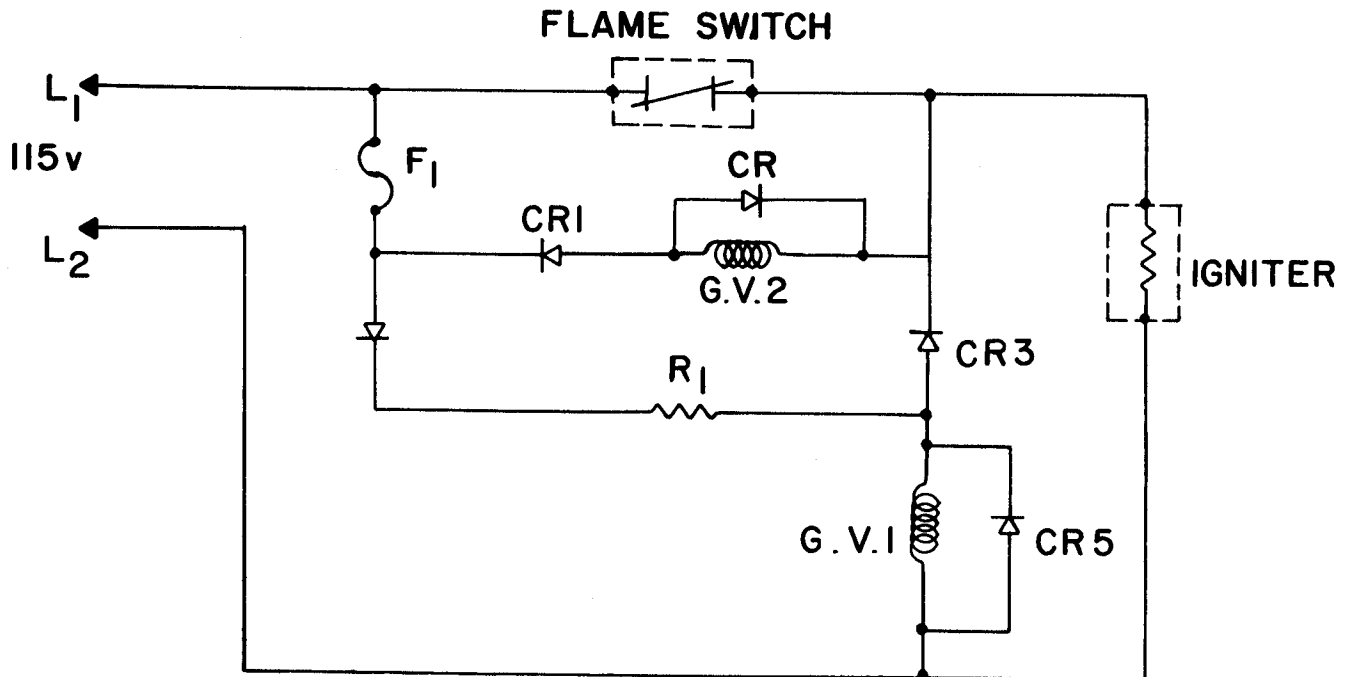 FLAME SWITCH
L1
115v
F1
CR
CR1
L2
G.V.2
IGNITER
CR3
R1
G.V.1
CR5